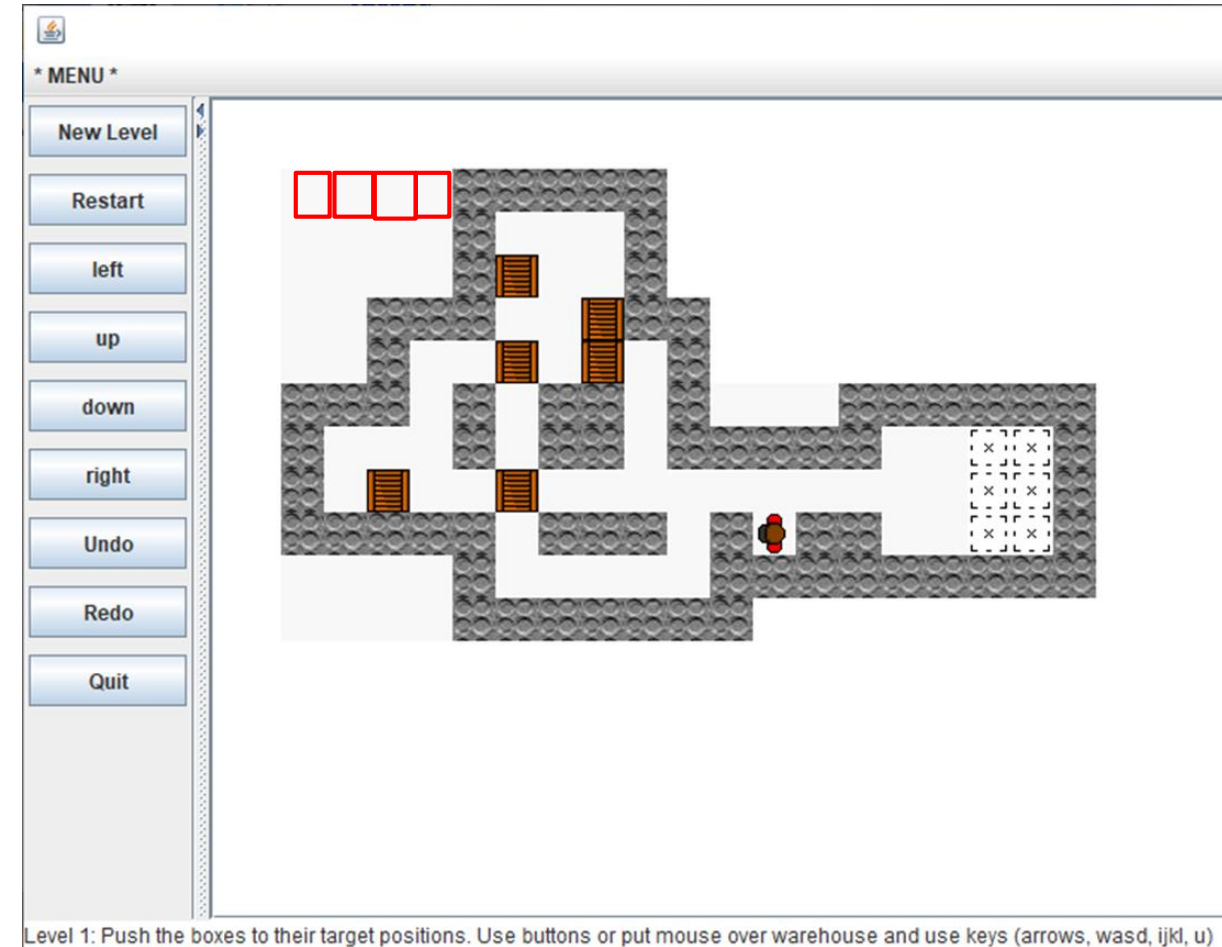 * MENU *
New Level
Restart
left
up
down
right
Undo
Redo
Quit
Level 1: Push the boxes to their target positions. Use buttons or put mouse over warehouse and use keys (arrows, wasd, ijkl, u)